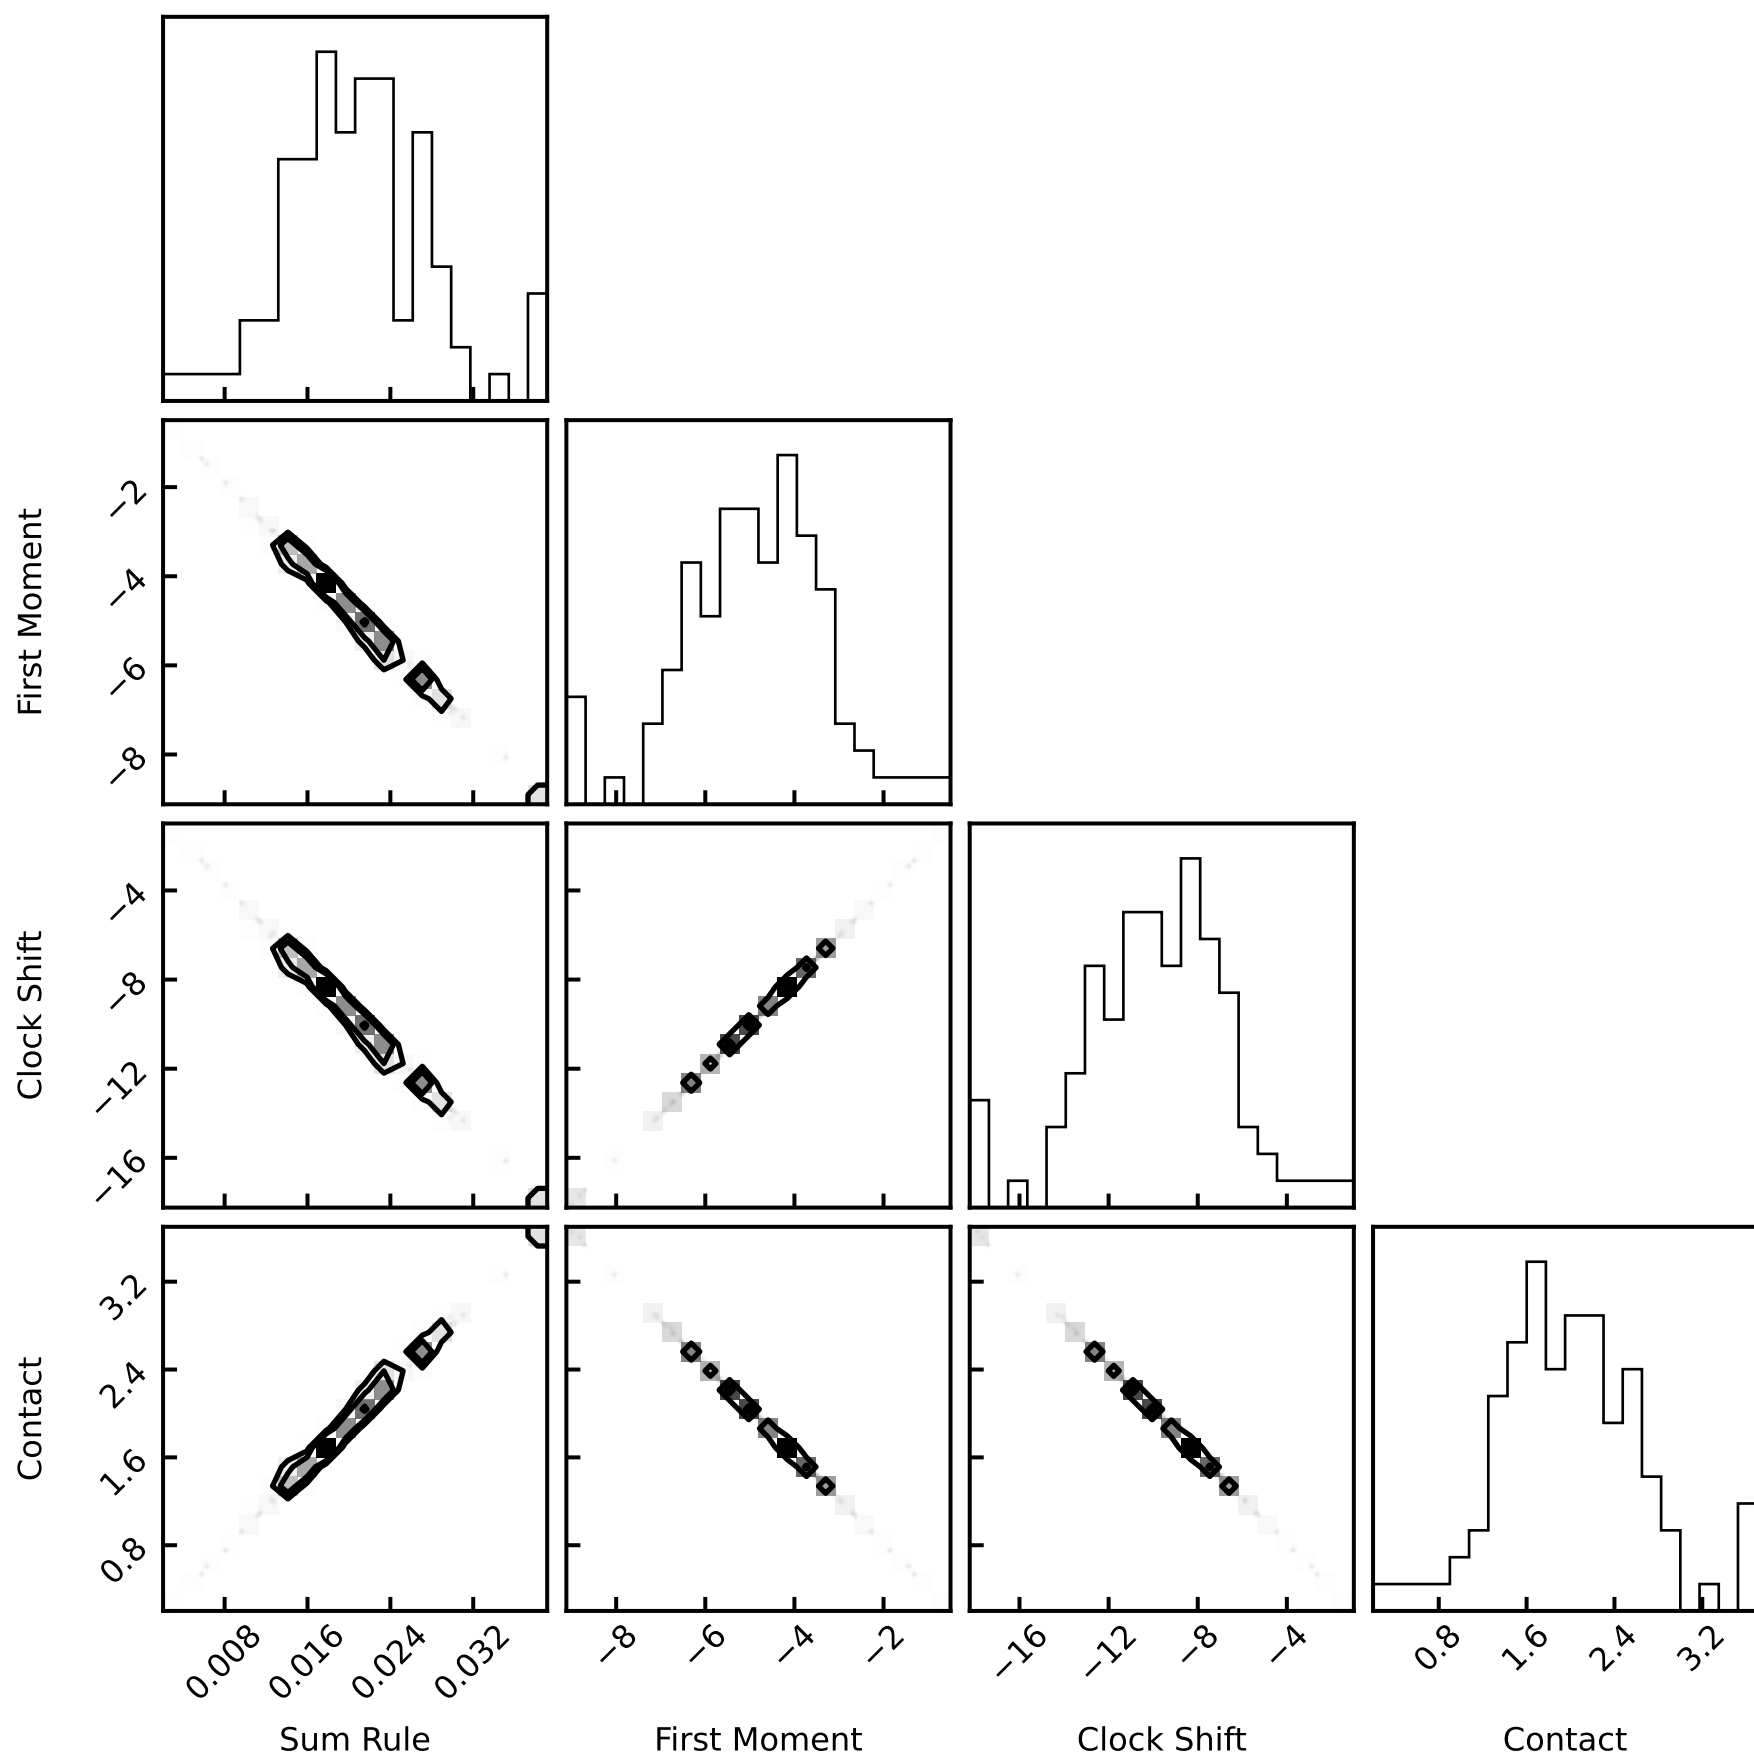 First Moment
−2
−4
−6
−8
Clock Shift
−4
−8
−12
−16
Contact
3.2
2.4
1.6
0.8
0.008 0.016 0.024 0.032 −8 −6 −4 −2 −16 −12 −8 −4 0.8 1.6 2.4 3.2
Sum Rule First Moment Clock Shift Contact